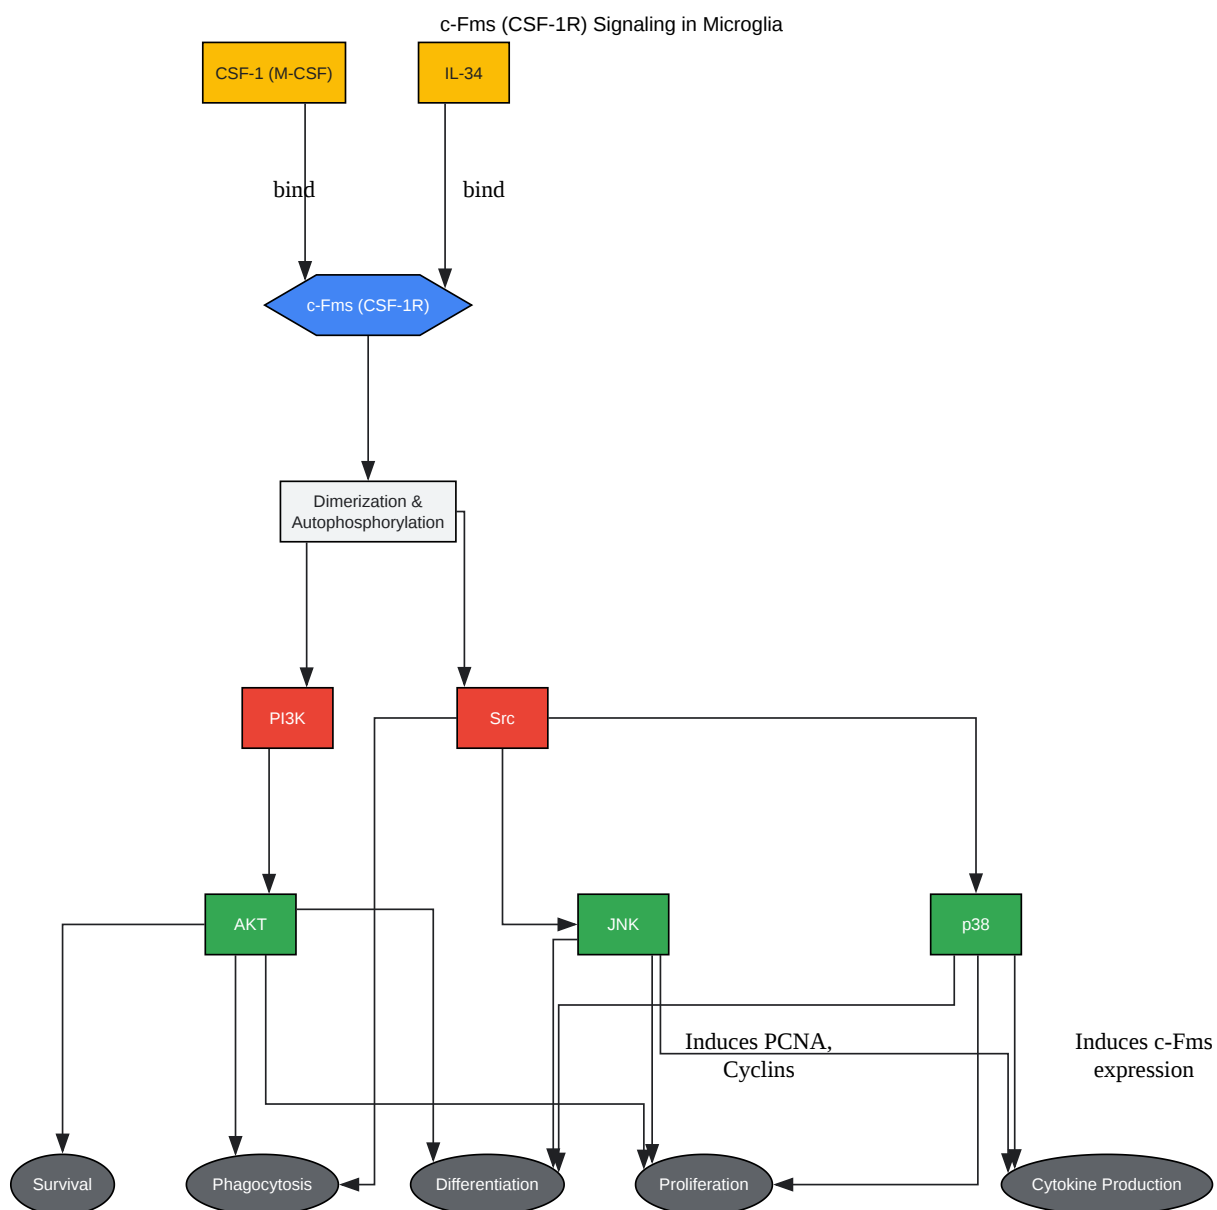 c-Fms (CSF-1R) Signaling in Microglia
CSF-1 (M-CSF)
IL-34
bind
bind
c-Fms (CSF-1R)
Dimerization &
Autophosphorylation
PI3K
Src
AKT
JNK
p38
Induces PCNA,
Cyclins
Induces c-Fms
expression
Survival
Phagocytosis
Differentiation
Proliferation
Cytokine Production